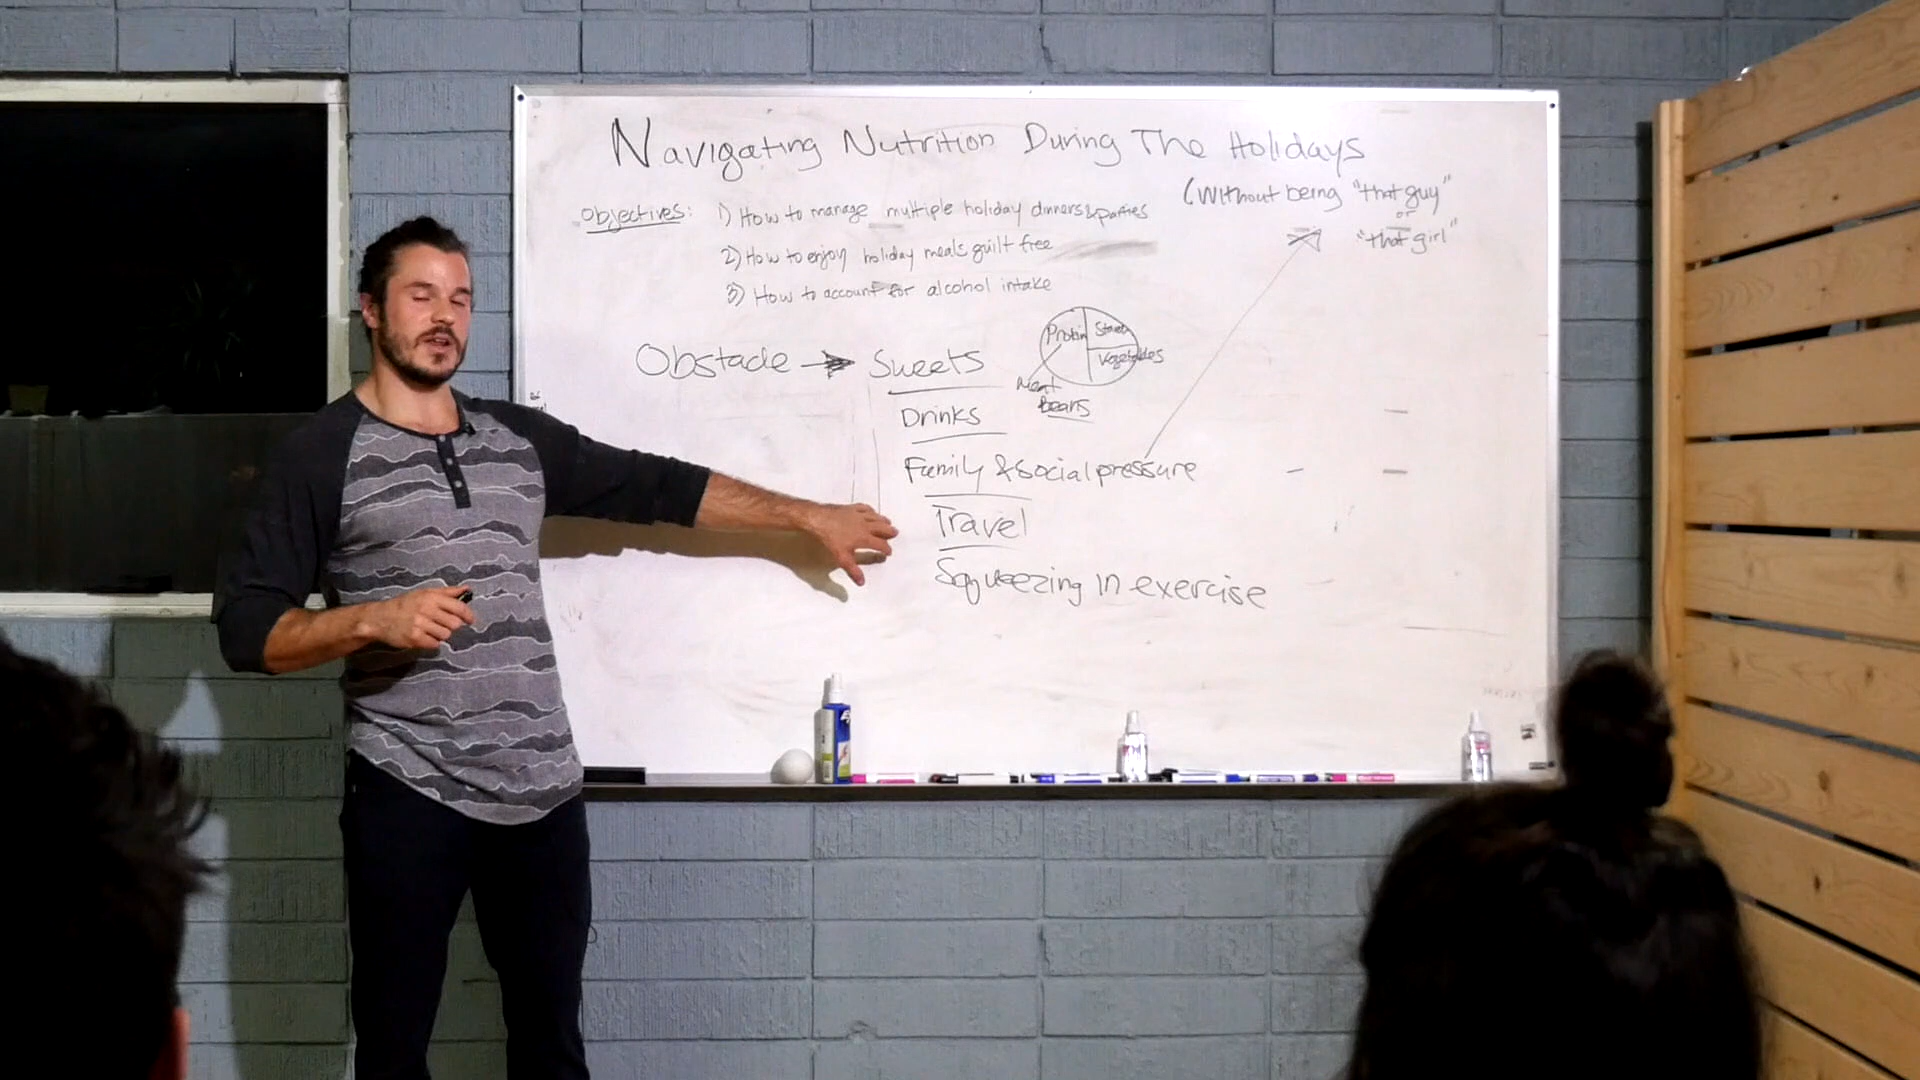 Navigating Nutrition During The Holidays
(Without being "that guy"
or
"that girl"
Objectives: 1) How to manage multiple holiday dinners & parties
2) How to enjoy holiday meals guilt free
3) How to account for alcohol intake
Obstacle → Sweets
Protein
Starch
Vegetables
Meat
Beans
Drinks
Family & social pressure
Travel
Squeezing in exercise